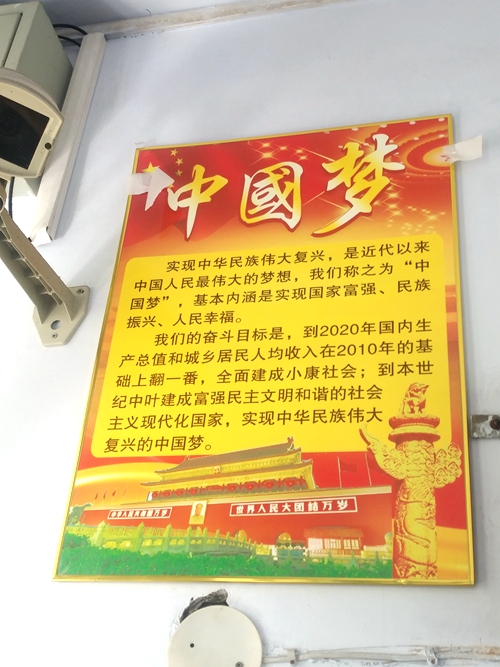 中國梦
实现中华民族伟大复兴，是近代以来
中国人民最伟大的梦想，我们称之为“中
国梦”，基本内涵是实现国家富强、民族
振兴、人民幸福。
我们的奋斗目标是，到2020年国内生
产总值和城乡居民人均收入在2010年的基
础上翻一番，全面建成小康社会；到本世
纪中叶建成富强民主文明和谐的社会
主义现代化国家，实现中华民族伟大
复兴的中国梦。
中华人民共和国万岁
世界人民大团结万岁